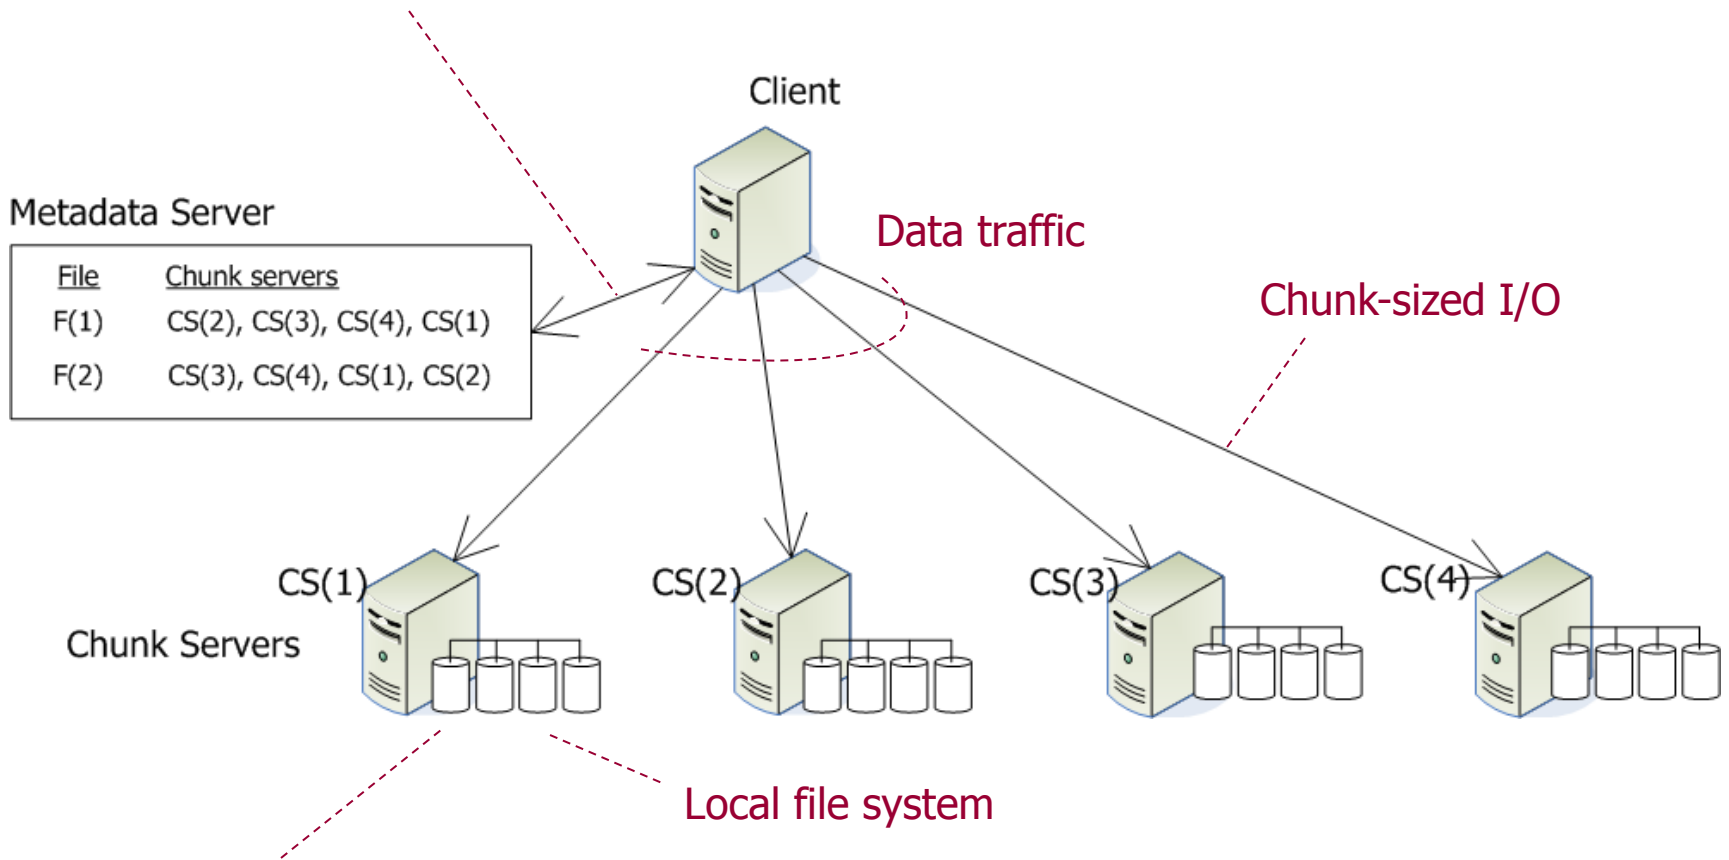 Client
Metadata Server
Data traffic
File Chunk servers
F(1) CS(2), CS(3), CS(4), CS(1)
F(2) CS(3), CS(4), CS(1), CS(2)
Chunk-sized I/O
CS(1) CS(2) CS(3) CS(4)
Chunk Servers
Local file system